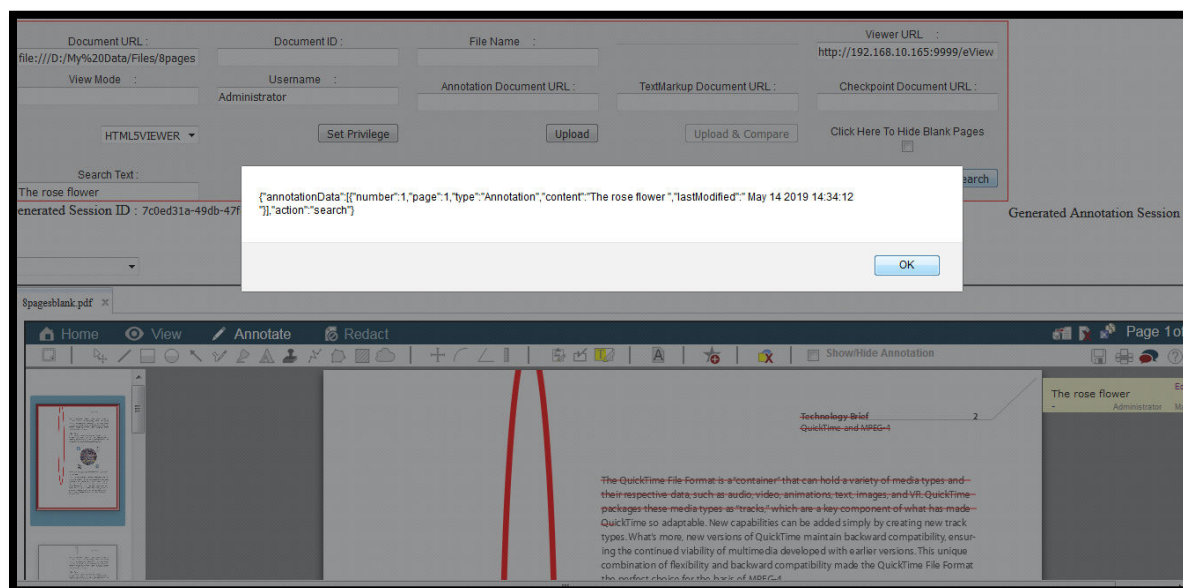 Document URL :
Document ID :
File Name :
Viewer URL :
file:///D:/My%20Data/Files/8pages
http://192.168.10.165:9999/eView
View Mode :
Username :
Annotation Document URL :
TextMarkup Document URL :
Checkpoint Document URL :
Administrator
HTML5VIEWER
Set Privilege
Upload
Upload & Compare
Click Here To Hide Blank Pages
Search Text :
The rose flower
earch
enerated Session ID : 7c0ed31a-49db-47f
Generated Annotation Session
{"annotationData":[{"number":1,"page":1,"type":"Annotation","content":"The rose flower ","lastModified":" May 14 2019 14:34:12
"}],"action":"search"}
OK
8pagesblank.pdf
Home
View
Annotate
Redact
Page 1of
Show/Hide Annotation
The rose flower
Administrator
Technology Brief
2
QuickTime and MPEG-4
The QuickTime File Format is a "container" that can hold a variety of media types and
their respective data, such as audio, video, animations, text, images, and VR. QuickTime
packages these media types as "tracks," which are a key component of what has made
QuickTime so adaptable. New capabilities can be added simply by creating new track
types. What's more, new versions of QuickTime maintain backward compatibility, ensur-
ing the continued viability of multimedia developed with earlier versions. This unique
combination of flexibility and backward compatibility made the QuickTime File Format
the perfect choice for the basis of MPEG-4